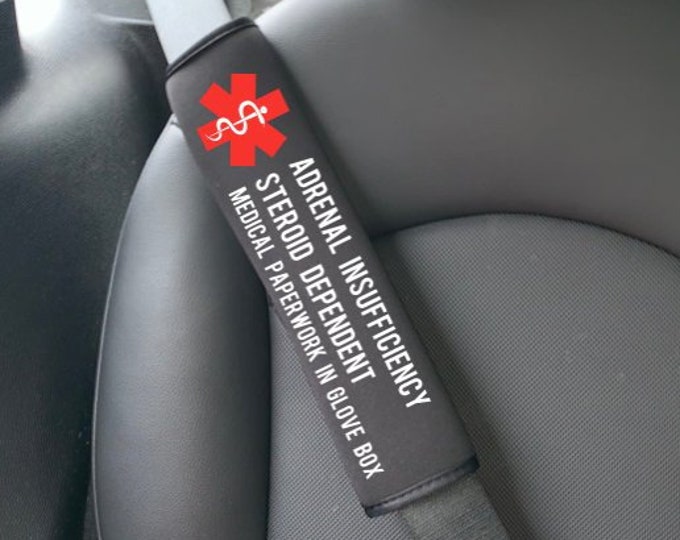 ADRENAL INSUFFICIENCY
STEROID DEPENDENT
MEDICAL PAPERWORK IN GLOVE BOX